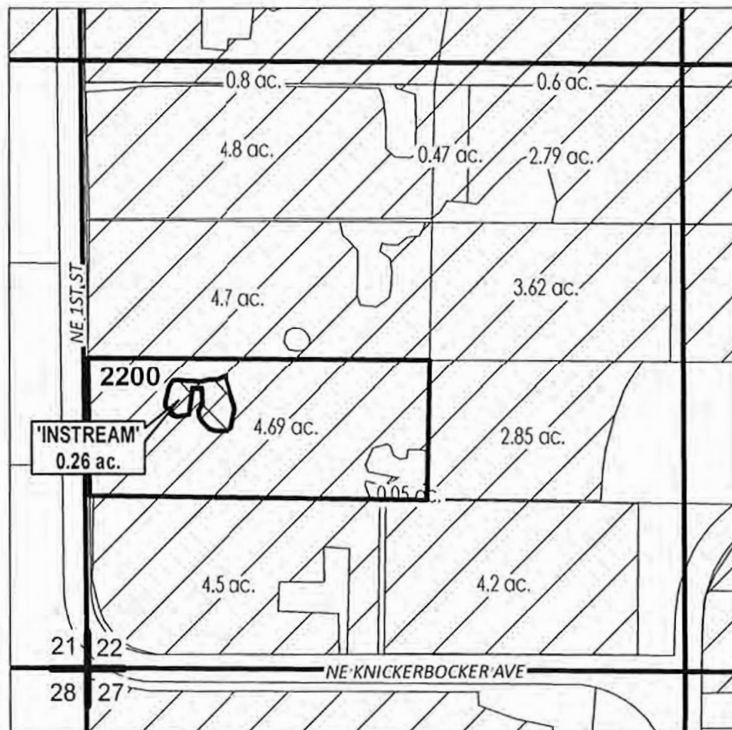 0.8 ac.
0.6 ac.
4.8 ac.
0.47 ac.
2.79 ac.
NE 1ST ST
4.7 ac.
3.62 ac.
2200
'INSTREAM'
0.26 ac.
4.69 ac.
2.85 ac.
0.05 ac.
4.5 ac.
4.2 ac.
21 22
NE KNICKERBOCKER AVE
28 27